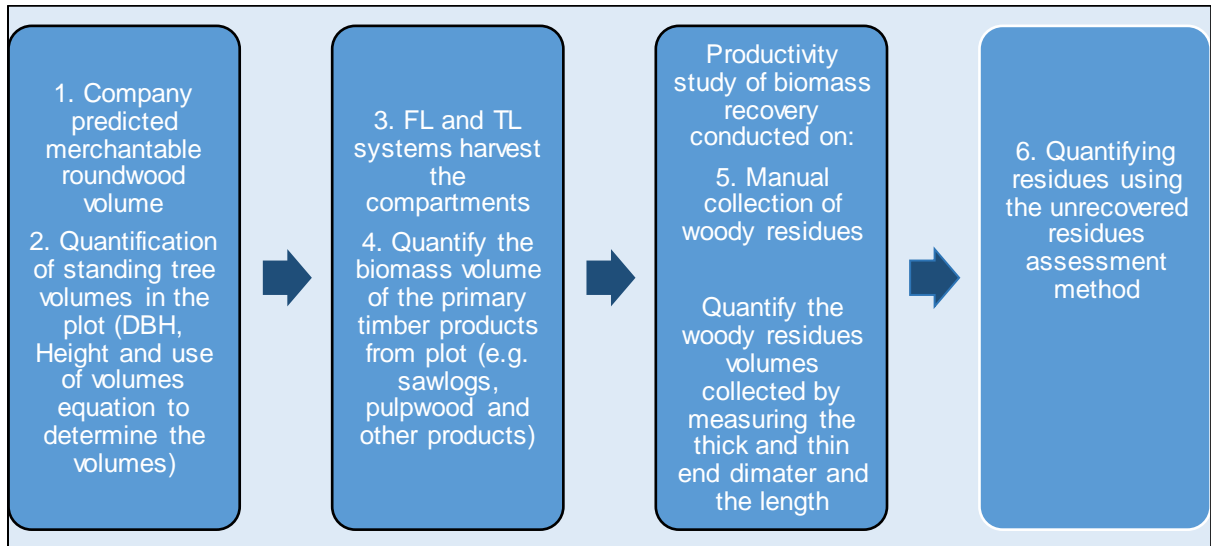 1. Company
predicted
merchantable
roundwood
volume
2. Quantification
of standing tree
volumes in the
plot (DBH,
Height and use
of volumes
equation to
determine the
volumes)
3. FL and TL
systems harvest
the
compartments
4. Quantify the
biomass volume
of the primary
timber products
from plot (e.g.
sawlogs,
pulpwood and
other products)
Productivity
study of biomass
recovery
conducted on:
5. Manual
collection of
woody residues
Quantify the
woody residues
volumes
collected by
measuring the
thick and thin
end dimater and
the length
6. Quantifying
residues using
the unrecovered
residues
assessment
method